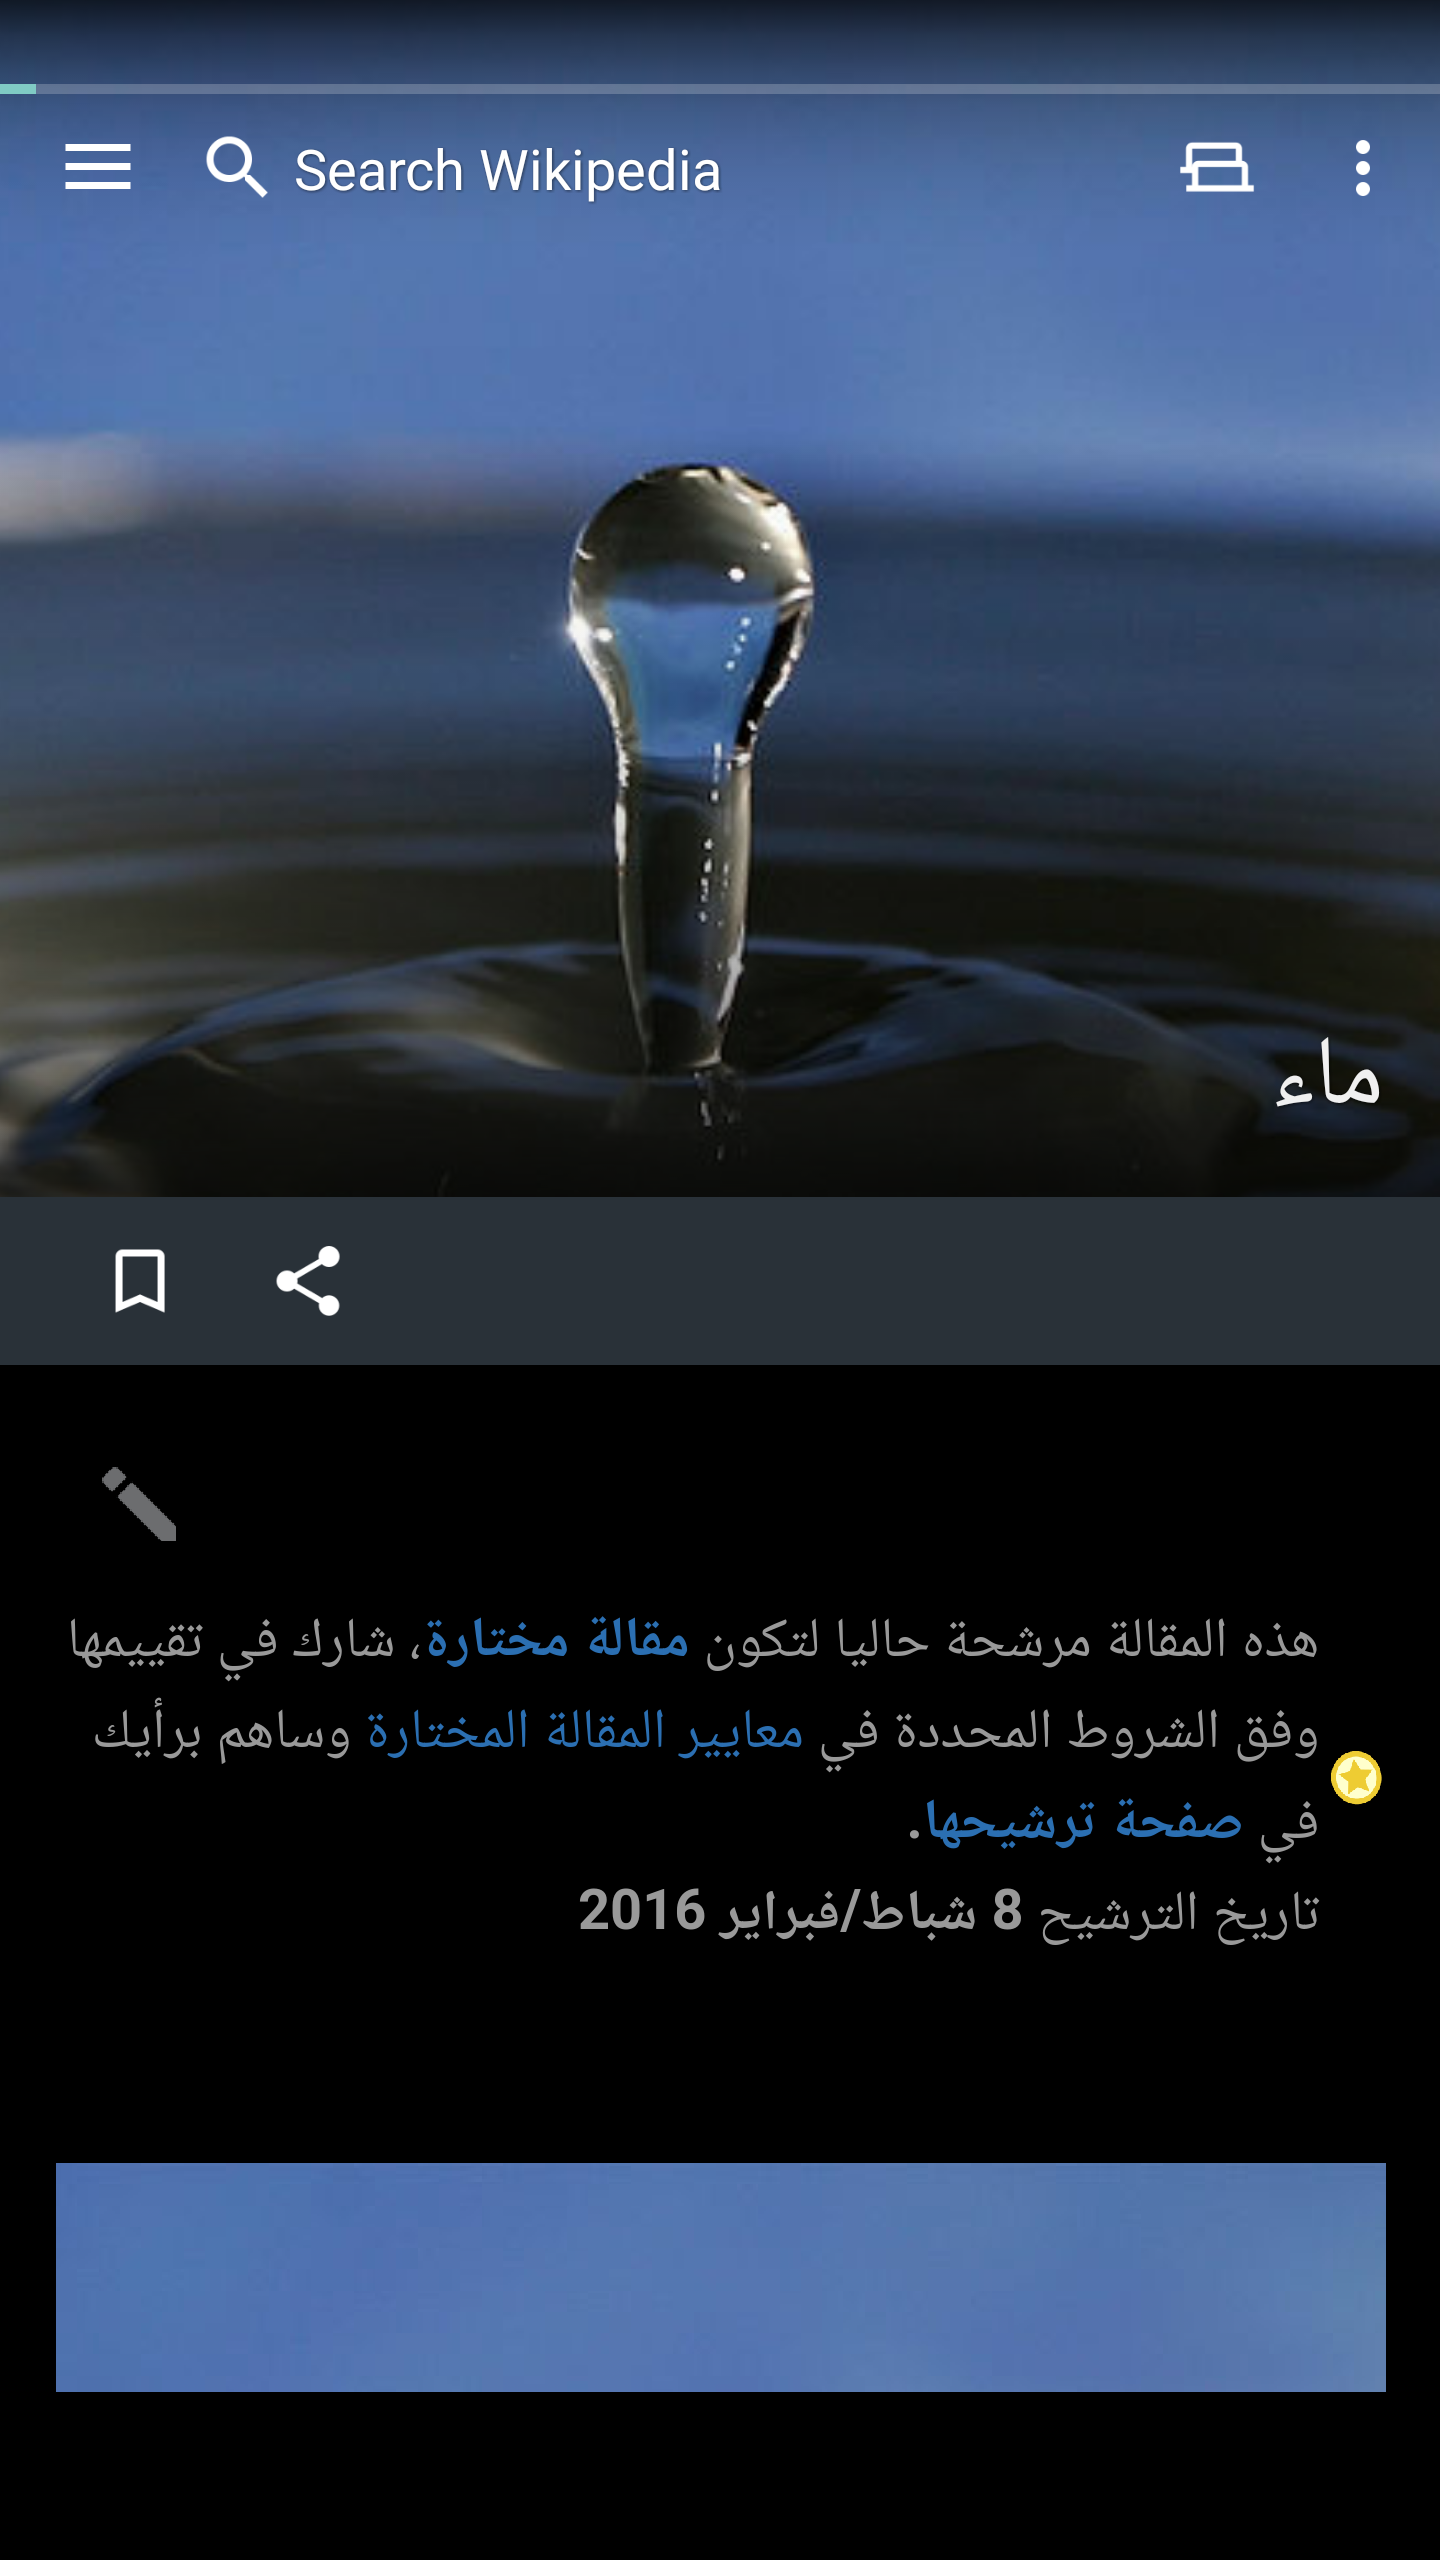 Search Wikipedia
ماء
هذه المقالة مرشحة حاليا لتكون مقالة مختارة، شارك في تقييمها
وفق الشروط المحددة في معايير المقالة المختارة وساهم برأيك
في صفحة ترشيحها.
تاريخ الترشيح 8 شباط/فبراير 2016